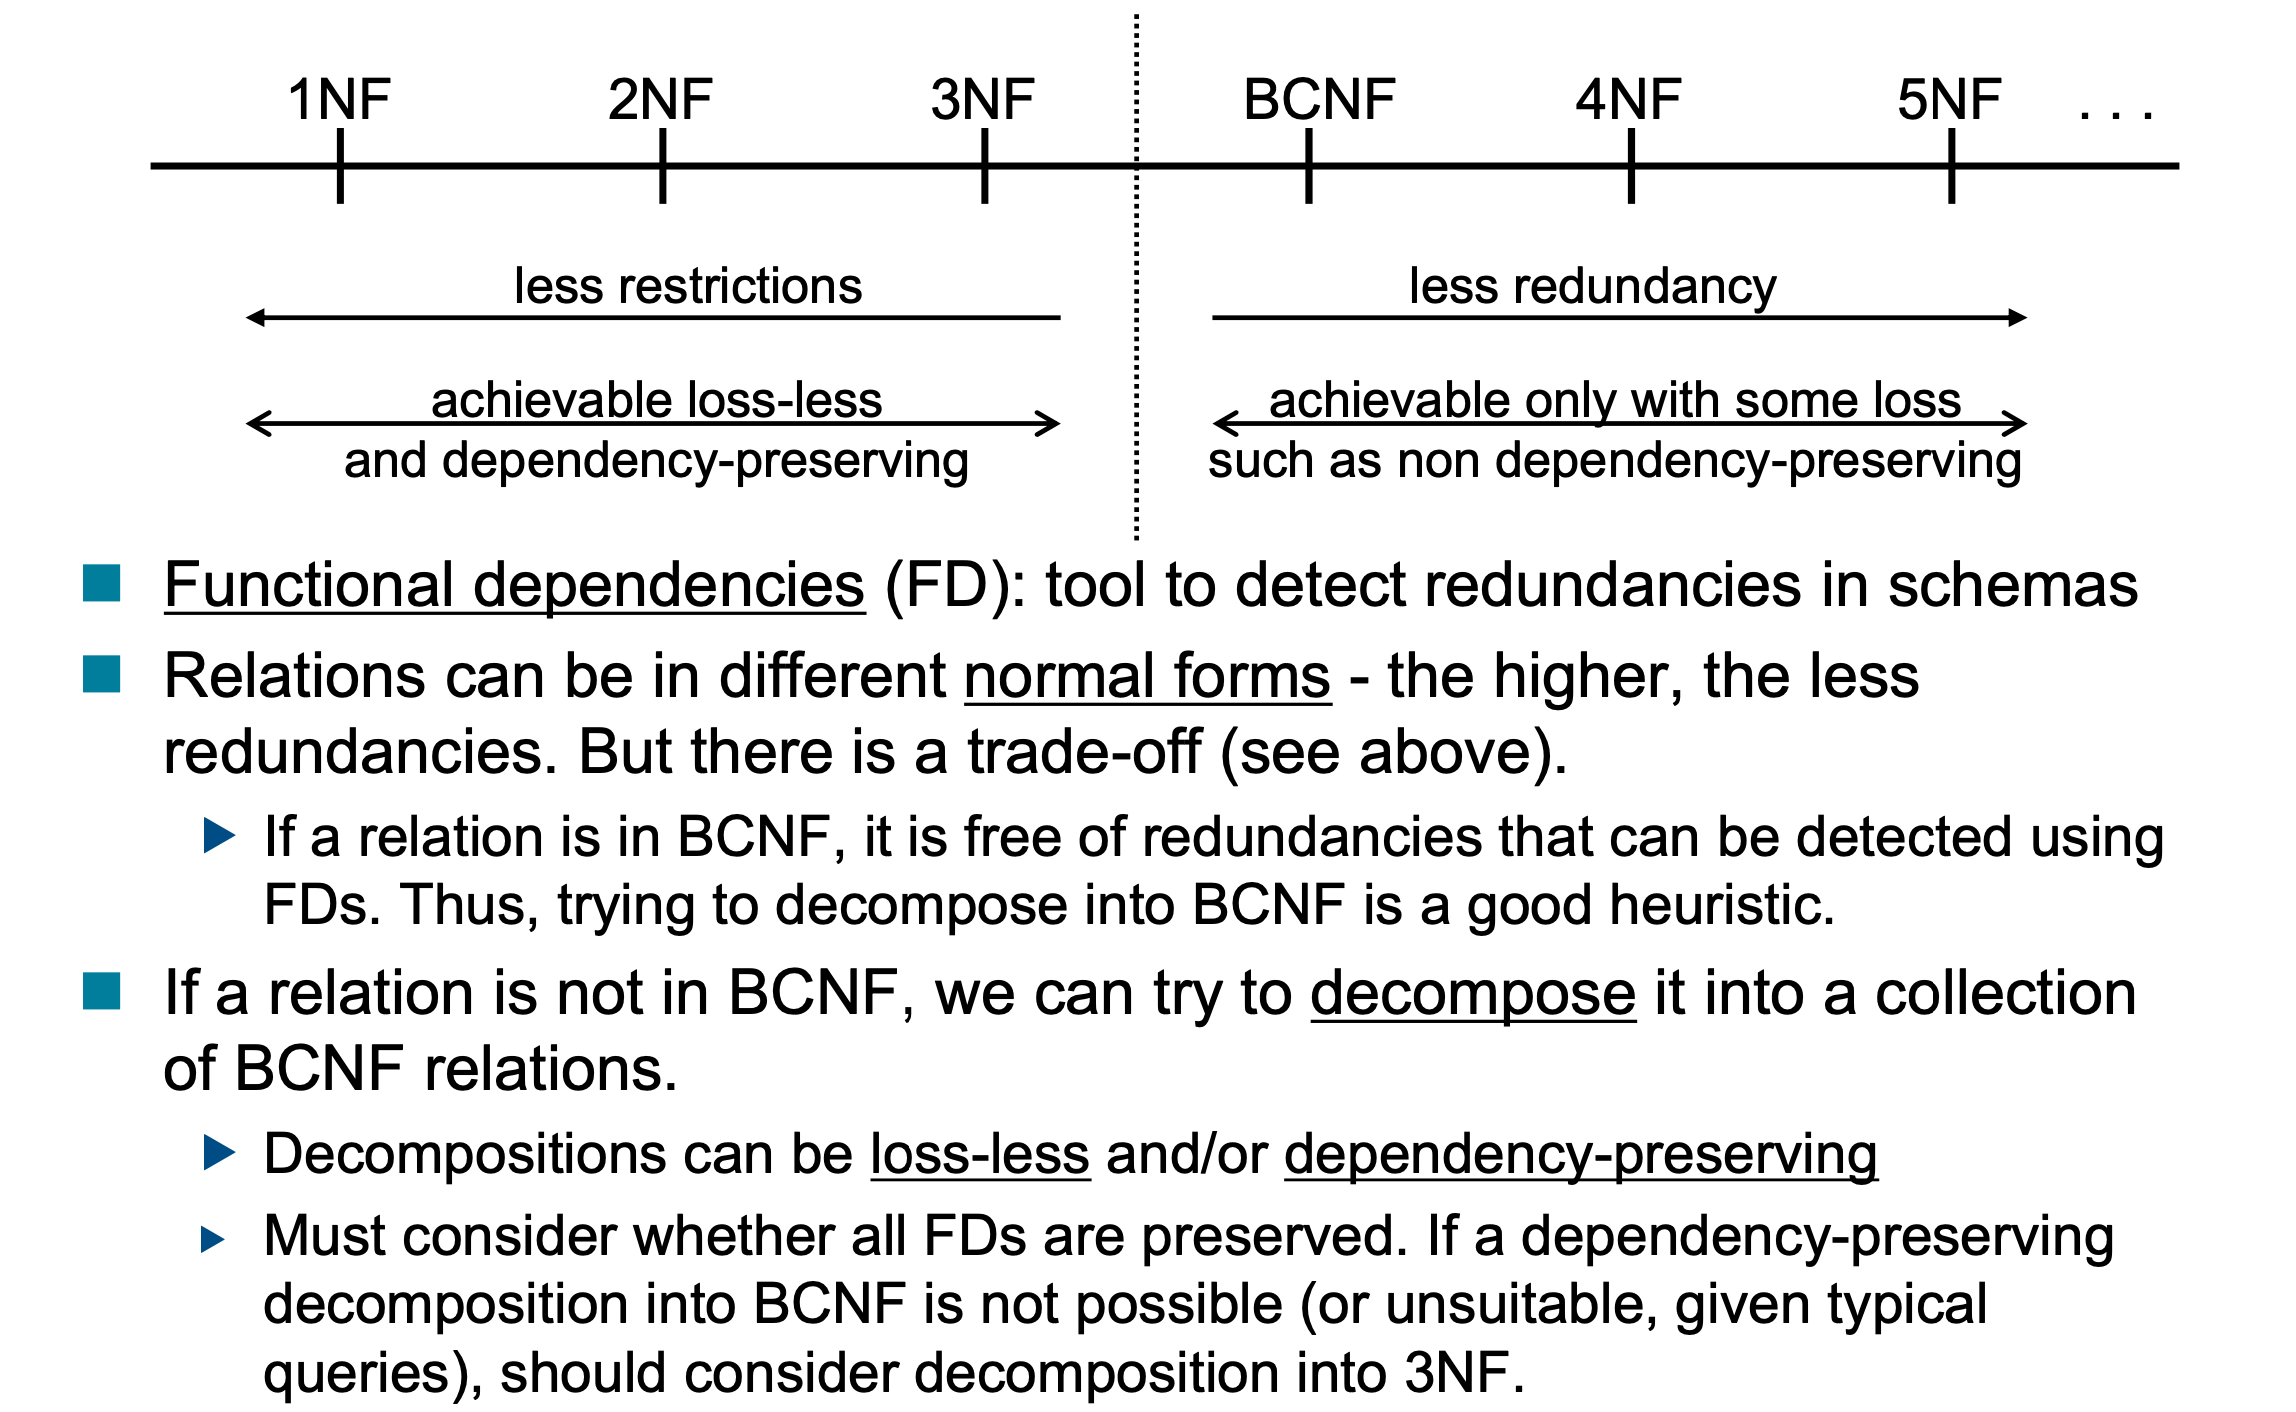 1NF 2NF 3NF BCNF 4NF 5NF . . .
less restrictions less redundancy
achievable loss-less achievable only with some loss
and dependency-preserving such as non dependency-preserving
Functional dependencies (FD): tool to detect redundancies in schemas
Relations can be in different normal forms - the higher, the less
redundancies. But there is a trade-off (see above).
If a relation is in BCNF, it is free of redundancies that can be detected using
FDs. Thus, trying to decompose into BCNF is a good heuristic.
If a relation is not in BCNF, we can try to decompose it into a collection
of BCNF relations.
Decompositions can be loss-less and/or dependency-preserving
Must consider whether all FDs are preserved. If a dependency-preserving
decomposition into BCNF is not possible (or unsuitable, given typical
queries), should consider decomposition into 3NF.